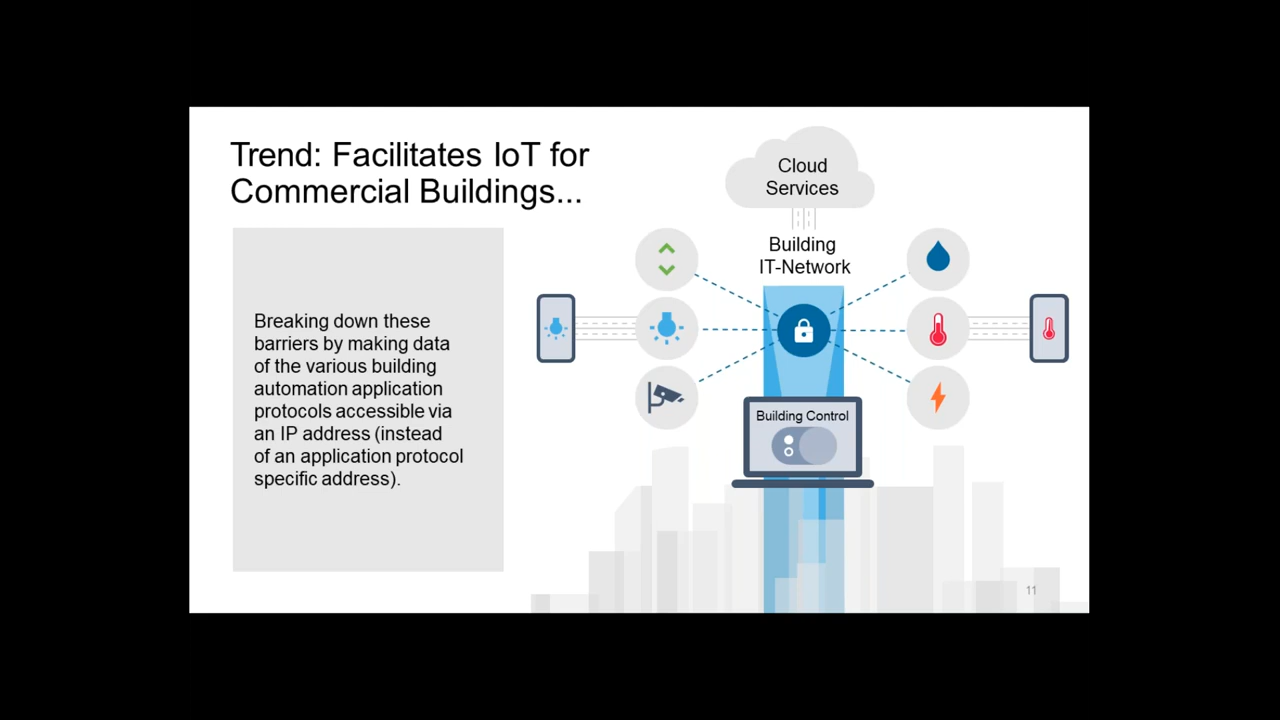 Trend: Facilitates IoT for
Commercial Buildings...
Breaking down these
barriers by making data
of the various building
automation application
protocols accessible via
an IP address (instead
of an application protocol
specific address).
Cloud
Services
Building
IT-Network
Building Control
11